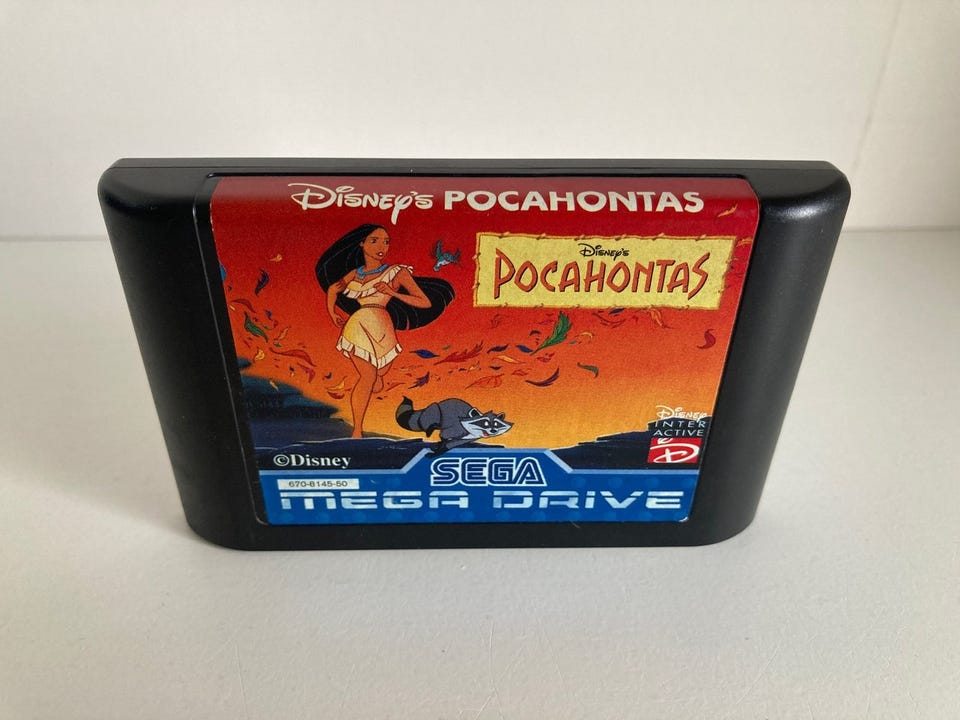 Disney's POCAHONTAS
Disney's
POCAHONTAS
Disney
INTER
ACTIVE
D
©Disney
SEGA
670-8145-50
MEGA DRIVE